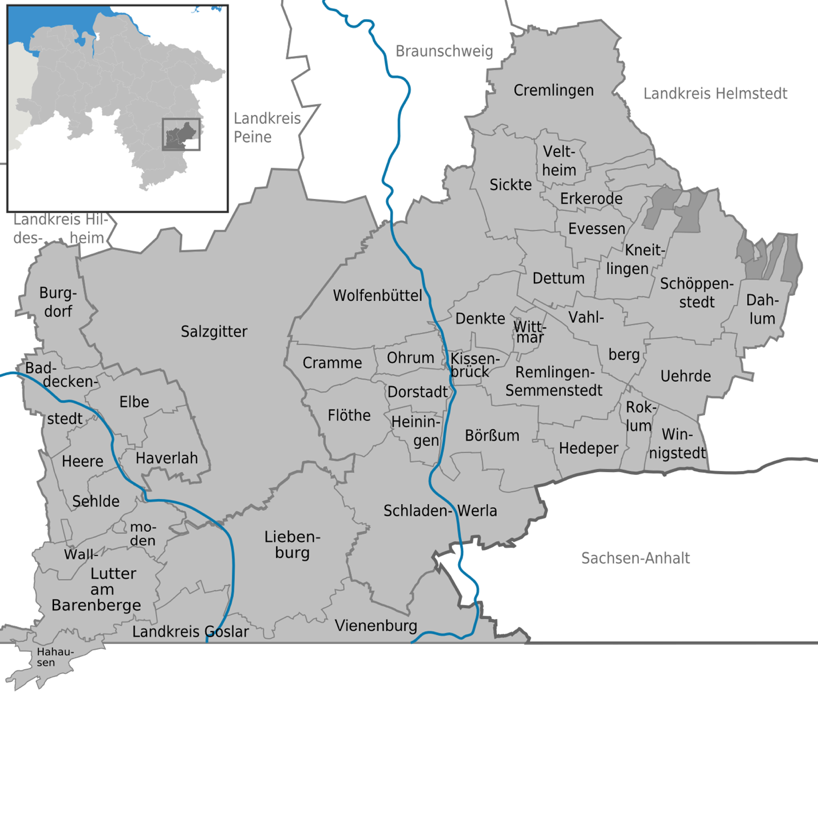 Braunschweig
Cremlingen
Landkreis Helmstedt
Landkreis
Peine
Velt-
heim
Sickte
Erkerode
Landkreis Hil-
des- heim
Evessen
Kneit-
lingen
Dettum
Schöppen-
stedt
Burg-
dorf
Wolfenbüttel
Dah-
lum
Salzgitter
Denkte
Witt-
mar
Vahl-
berg
Cramme
Ohrum
Kissen-
brück
Remlingen-
Semmenstedt
Uehrde
Bad-
decken-
stedt
Elbe
Dorstadt
Flöthe
Heinin-
gen
Börßum
Rok-
lum
Win-
nigstedt
Hedeper
Heere
Haverlah
Sehlde
Schladen-Werla
mo-
den
Wall-
Lieben-
burg
Sachsen-Anhalt
Lutter
am
Barenberge
Landkreis Goslar
Vienenburg
Hahau-
sen